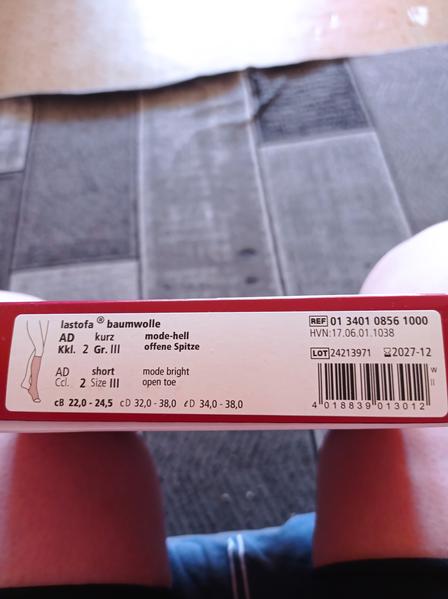 lastofa® baumwolle
AD kurz mode-hell
Kkl. 2 Gr. III offene Spitze
AD short mode bright
Ccl. 2 Size III open toe
cB 22,0 - 24,5 cD 32,0 - 38,0 ℓD 34,0 - 38,0
REF 01 3401 0856 1000
HVN:17.06.01.1038
LOT 24213971 2027-12
W
II
4 018839 013012